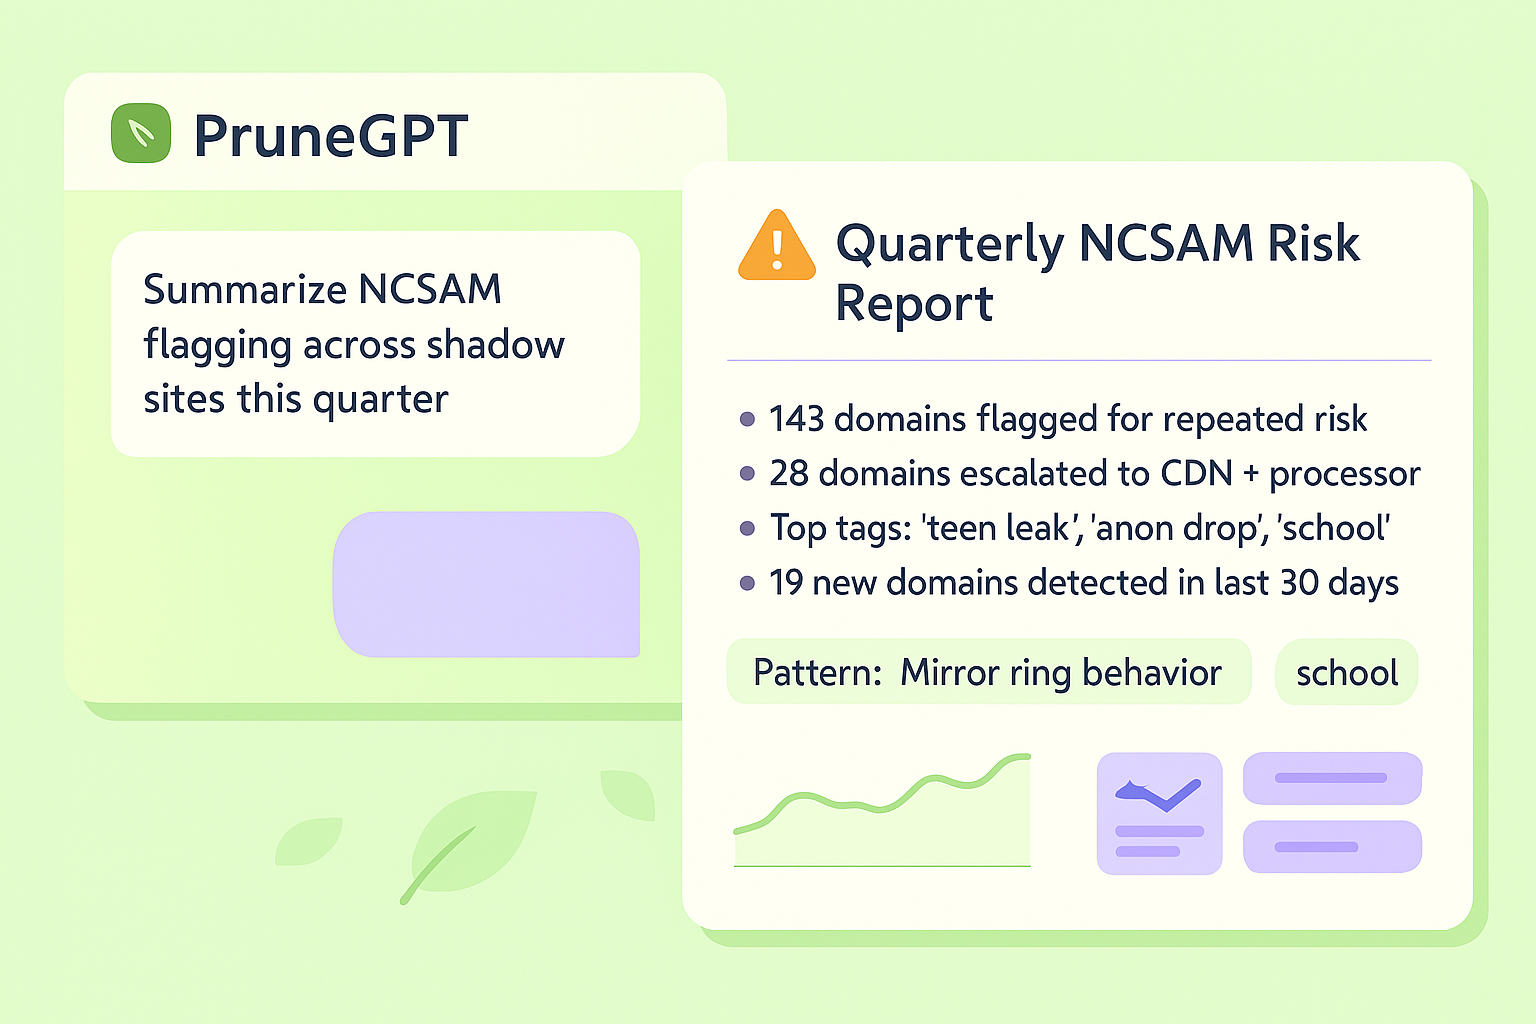 PruneGPT
Summarize NCSAM
flagging across shadow
sites this quarter
Quarterly NCSAM Risk
Report
• 143 domains flagged for repeated risk
• 28 domains escalated to CDN + processor
• Top tags: 'teen leak', 'anon drop', 'school'
• 19 new domains detected in last 30 days
Pattern: Mirror ring behavior
school